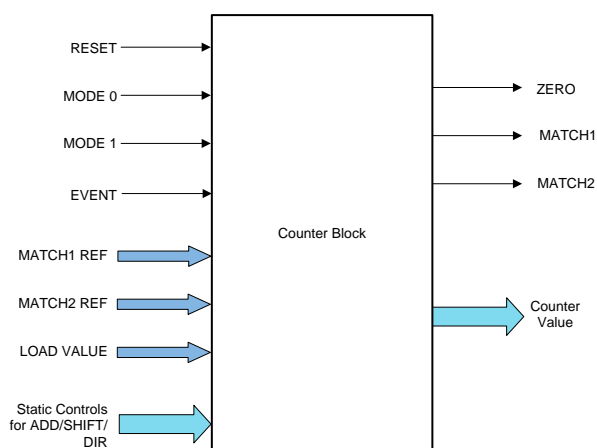 RESET
MODE 0
MODE 1
EVENT
MATCH1 REF
MATCH2 REF
LOAD VALUE
Static Controls
for ADD/SHIFT/
DIR
Counter Block
ZERO
MATCH1
MATCH2
Counter
Value